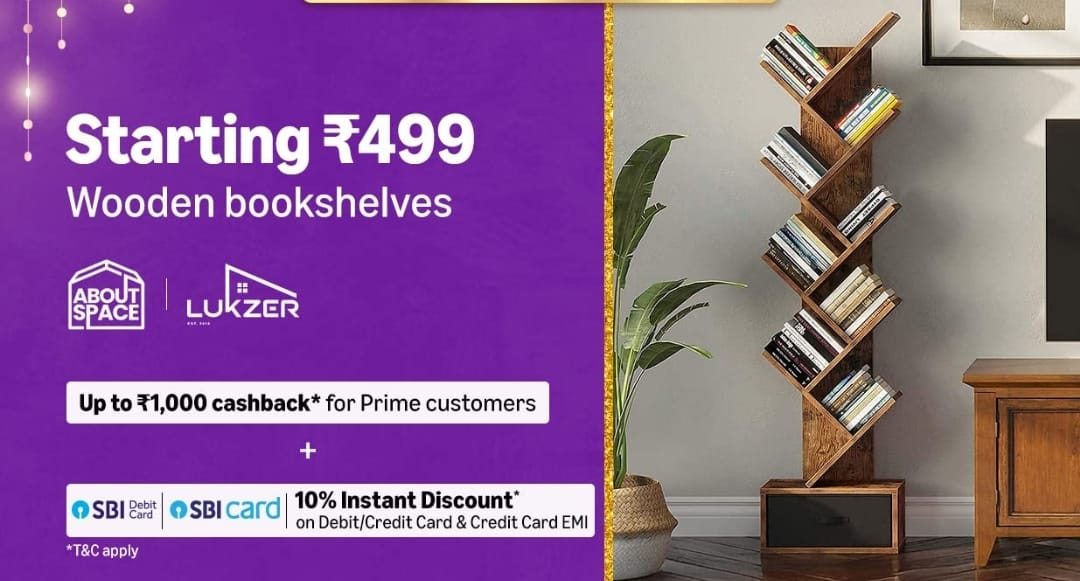 Starting ₹499
Wooden bookshelves
ABOUT
SPACE
LUKZER
Up to ₹1,000 cashback* for Prime customers
+
SBI Debit Card
SBI card
10% Instant Discount*
on Debit/Credit Card & Credit Card EMI
*T&C apply